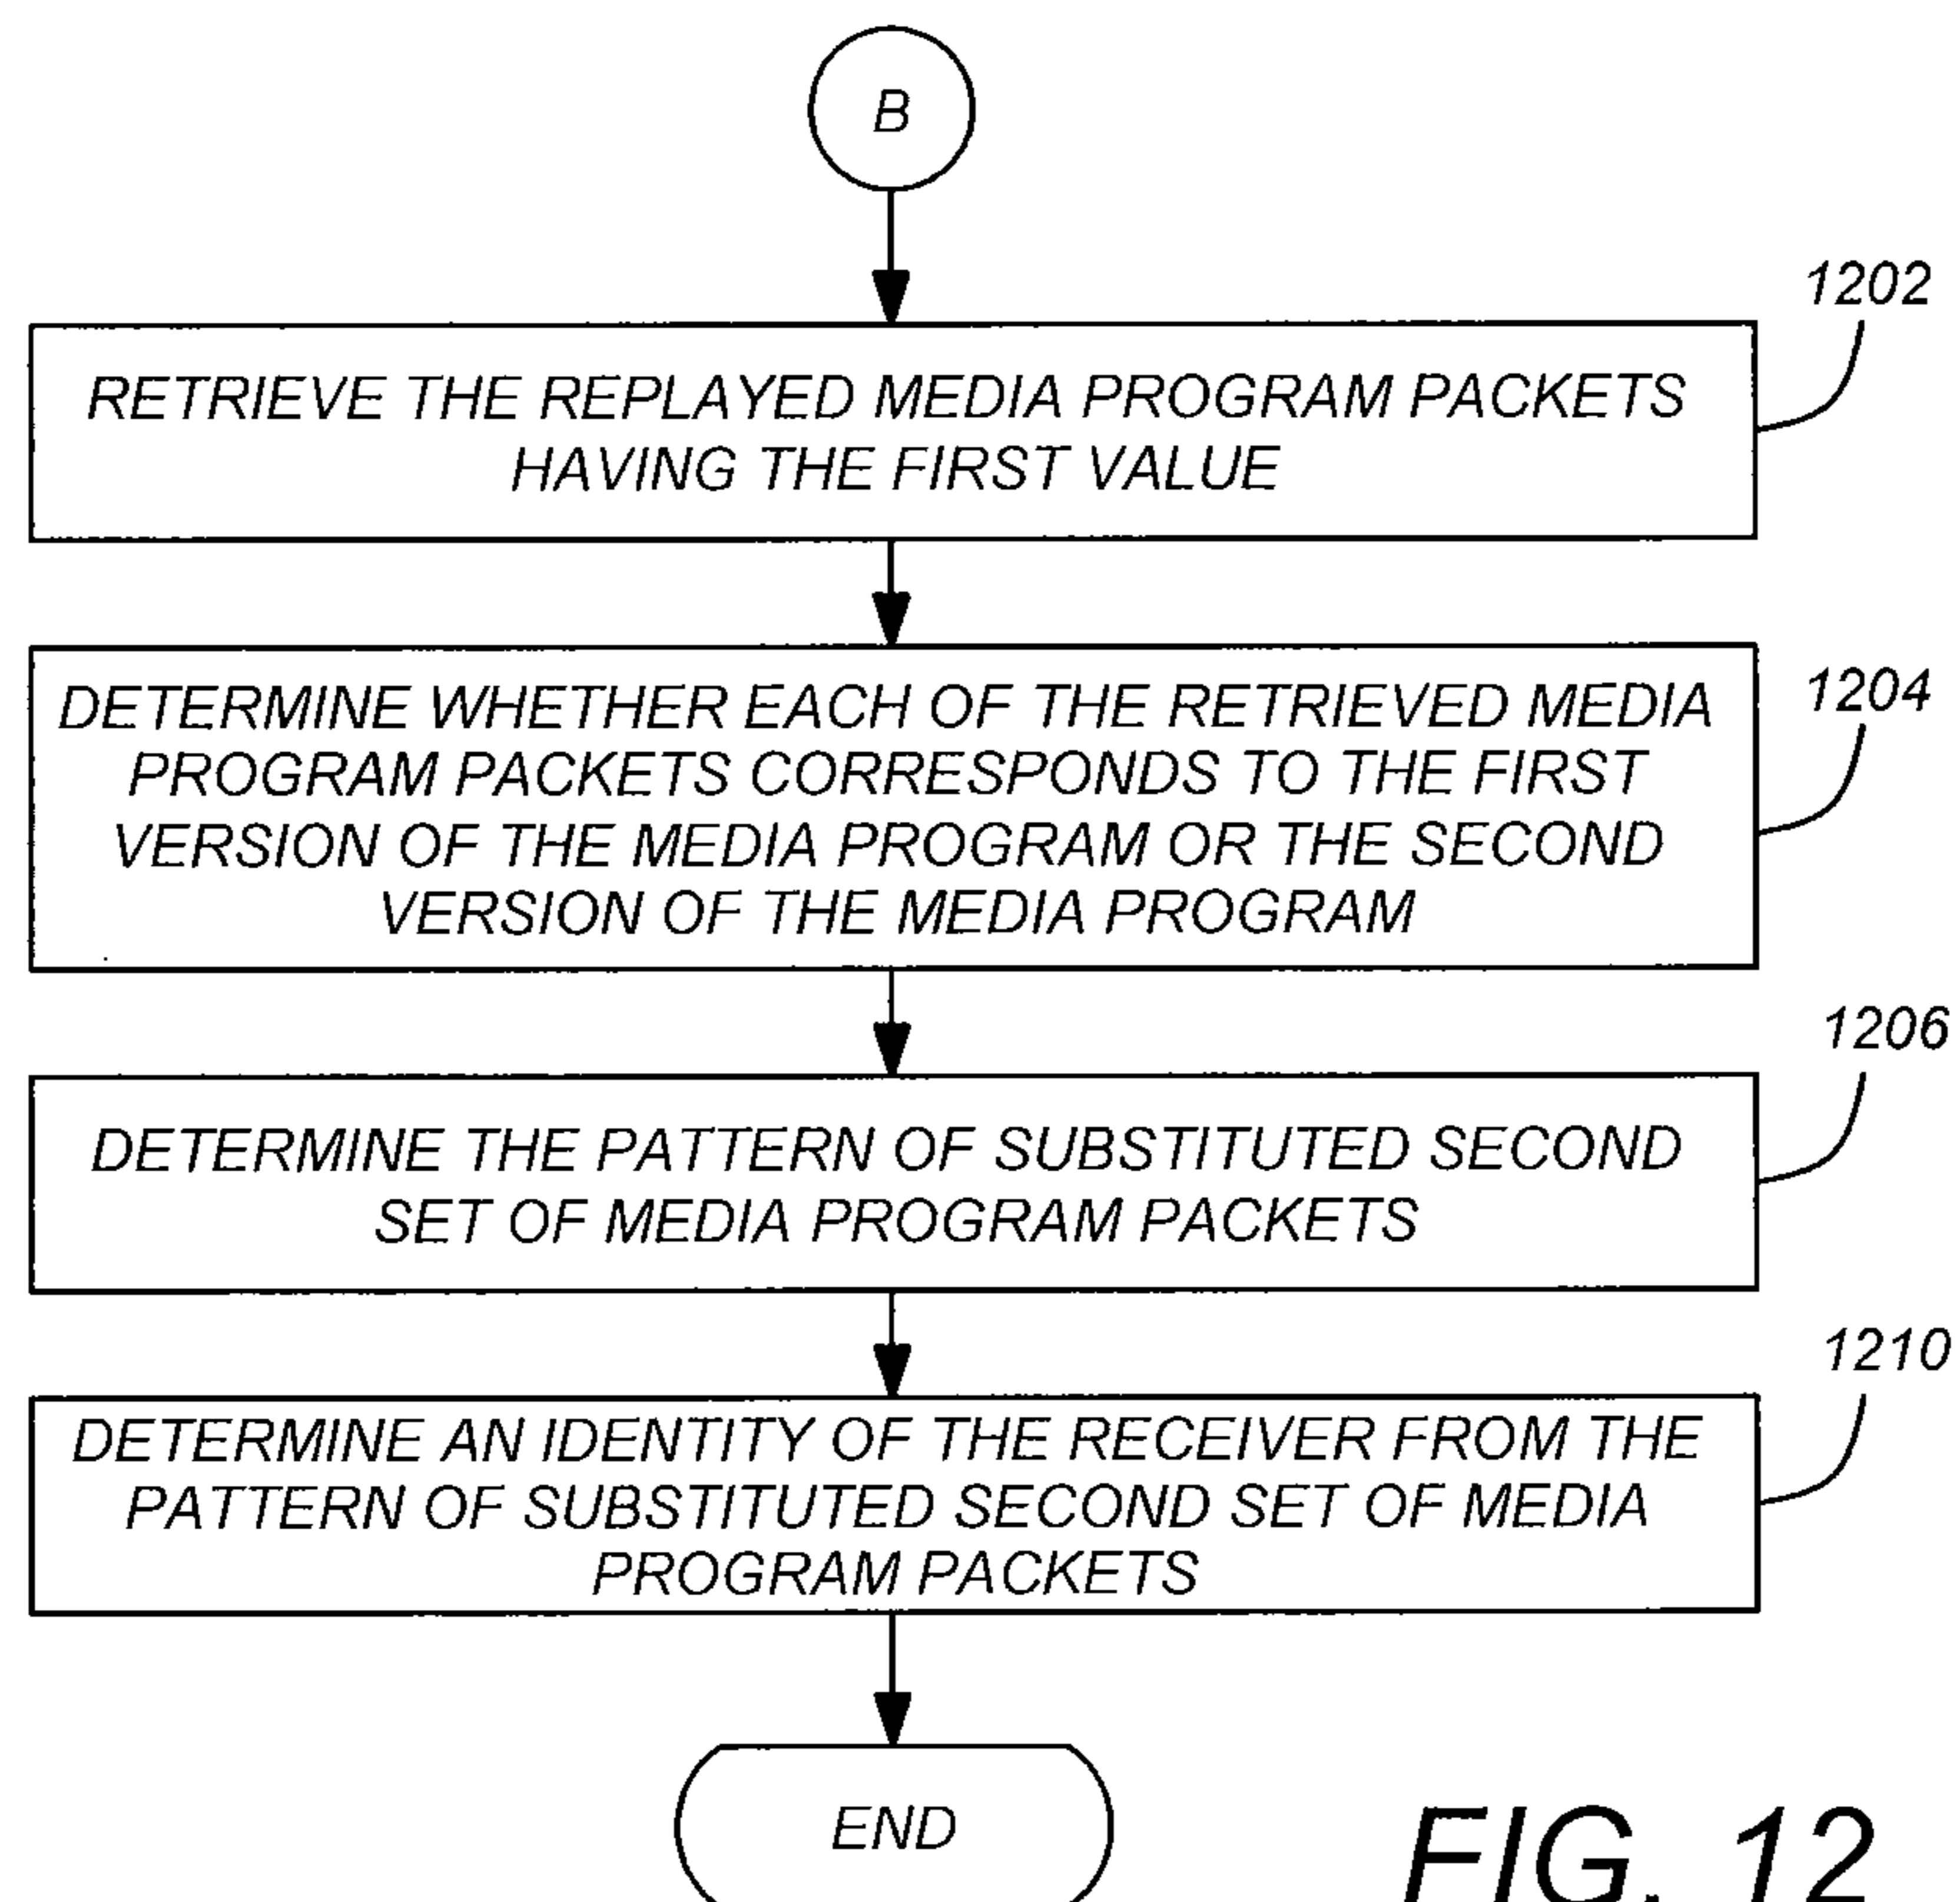 B
1202
RETRIEVE THE REPLAYED MEDIA PROGRAM PACKETS
HAVING THE FIRST VALUE
1204
DETERMINE WHETHER EACH OF THE RETRIEVED MEDIA
PROGRAM PACKETS CORRESPONDS TO THE FIRST
VERSION OF THE MEDIA PROGRAM OR THE SECOND
VERSION OF THE MEDIA PROGRAM
1206
DETERMINE THE PATTERN OF SUBSTITUTED SECOND
SET OF MEDIA PROGRAM PACKETS
1210
DETERMINE AN IDENTITY OF THE RECEIVER FROM THE
PATTERN OF SUBSTITUTED SECOND SET OF MEDIA
PROGRAM PACKETS
END
FIG. 12